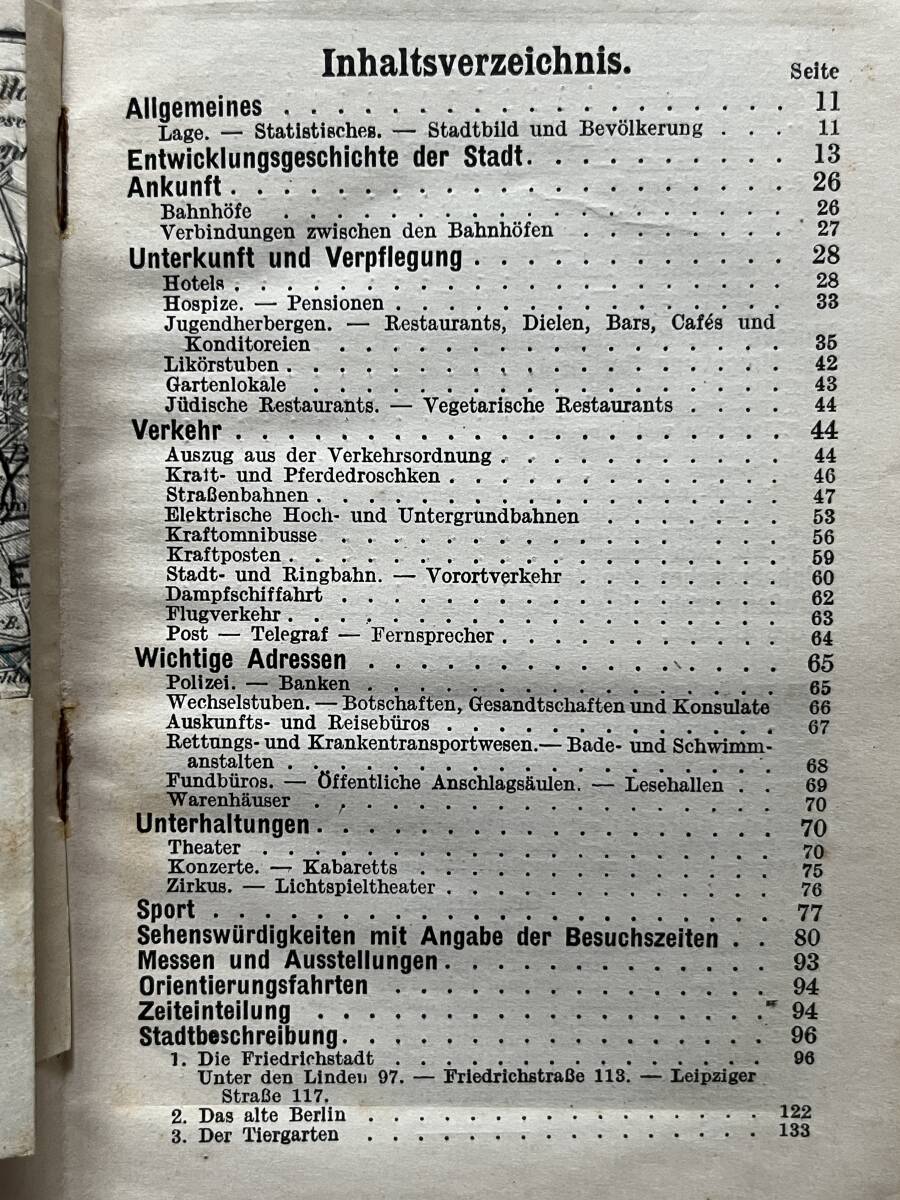 Inhaltsverzeichnis.
Seite
Allgemeines . . . . . . . . . . . . . . . . . . . . 11
Lage. — Statistisches. — Stadtbild und Bevölkerung . . . 11
Entwicklungsgeschichte der Stadt. . . . . . . . . . . 13
Ankunft . . . . . . . . . . . . . . . . . . . . . . 26
Bahnhöfe . . . . . . . . . . . . . . . . . . . . 26
Verbindungen zwischen den Bahnhöfen . . . . . . . . 27
Unterkunft und Verpflegung . . . . . . . . . . . . . 28
Hotels . . . . . . . . . . . . . . . . . . . . . . 28
Hospize. — Pensionen . . . . . . . . . . . . . . . 33
Jugendherbergen. — Restaurants, Dielen, Bars, Cafés und
Konditoreien . . . . . . . . . . . . . . . . . . 35
Likörstuben . . . . . . . . . . . . . . . . . . . . 42
Gartenlokale . . . . . . . . . . . . . . . . . . . 43
Jüdische Restaurants. — Vegetarische Restaurants . . . . 44
Verkehr . . . . . . . . . . . . . . . . . . . . . . 44
Auszug aus der Verkehrsordnung . . . . . . . . . . . 44
Kraft- und Pferdedroschken . . . . . . . . . . . . . 46
Straßenbahnen . . . . . . . . . . . . . . . . . . . 47
Elektrische Hoch- und Untergrundbahnen . . . . . . . 53
Kraftomnibusse . . . . . . . . . . . . . . . . . . 56
Kraftposten . . . . . . . . . . . . . . . . . . . . 59
Stadt- und Ringbahn. — Vorortverkehr . . . . . . . . 60
Dampfschiffahrt . . . . . . . . . . . . . . . . . . 62
Flugverkehr . . . . . . . . . . . . . . . . . . . . 63
Post — Telegraf — Fernsprecher . . . . . . . . . . . 64
Wichtige Adressen . . . . . . . . . . . . . . . . . 65
Polizei. — Banken . . . . . . . . . . . . . . . . . 65
Wechselstuben. — Botschaften, Gesandtschaften und Konsulate 66
Auskunfts- und Reisebüros . . . . . . . . . . . . . 67
Rettungs- und Krankentransportwesen. — Bade- und Schwimm-
anstalten . . . . . . . . . . . . . . . . . . . . 68
Fundbüros. — Öffentliche Anschlagsäulen. — Lesehallen . . 69
Warenhäuser . . . . . . . . . . . . . . . . . . . 70
Unterhaltungen . . . . . . . . . . . . . . . . . . . 70
Theater . . . . . . . . . . . . . . . . . . . . . 70
Konzerte. — Kabaretts . . . . . . . . . . . . . . . 75
Zirkus. — Lichtspieltheater . . . . . . . . . . . . . 76
Sport . . . . . . . . . . . . . . . . . . . . . . . 77
Sehenswürdigkeiten mit Angabe der Besuchszeiten . . 80
Messen und Ausstellungen . . . . . . . . . . . . . . 93
Orientierungsfahrten . . . . . . . . . . . . . . . . 94
Zeiteinteilung . . . . . . . . . . . . . . . . . . . 94
Stadtbeschreibung . . . . . . . . . . . . . . . . . . 96
1. Die Friedrichstadt . . . . . . . . . . . . . . . 96
Unter den Linden 97. — Friedrichstraße 113. — Leipziger
Straße 117.
2. Das alte Berlin . . . . . . . . . . . . . . . . 122
3. Der Tiergarten . . . . . . . . . . . . . . . . 133